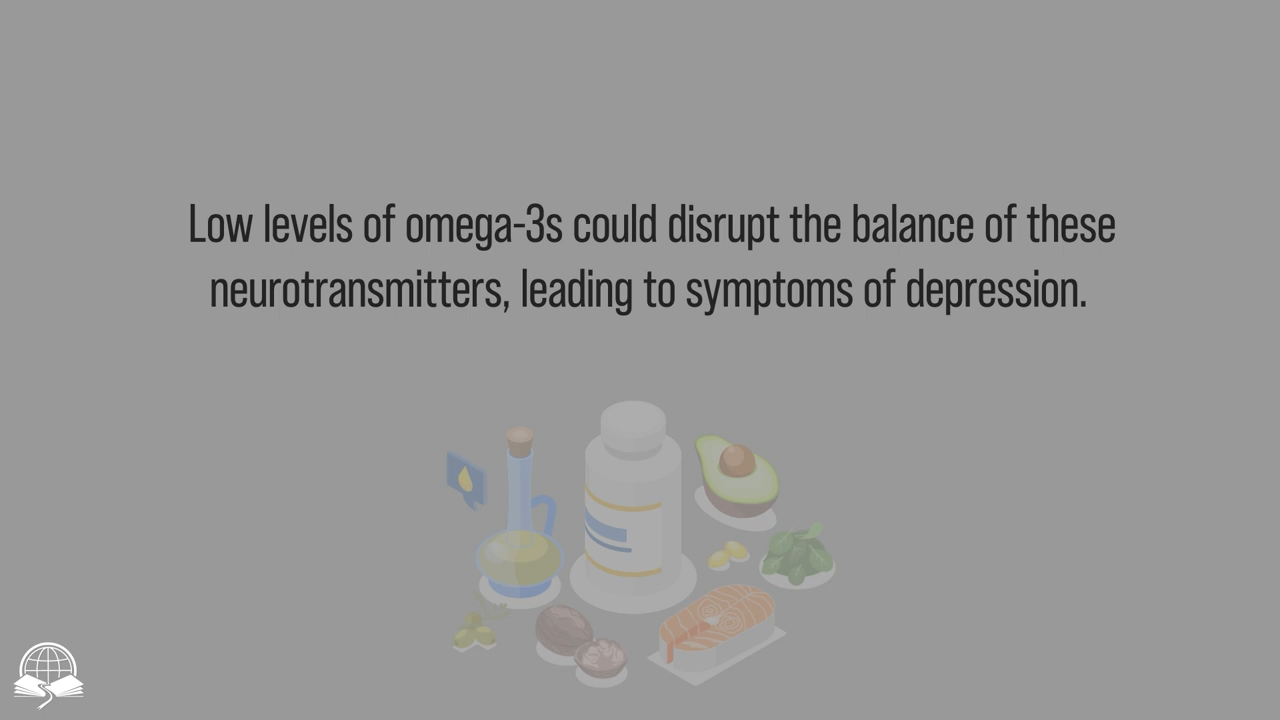 Low levels of omega-3s could disrupt the balance of these
neurotransmitters, leading to symptoms of depression.